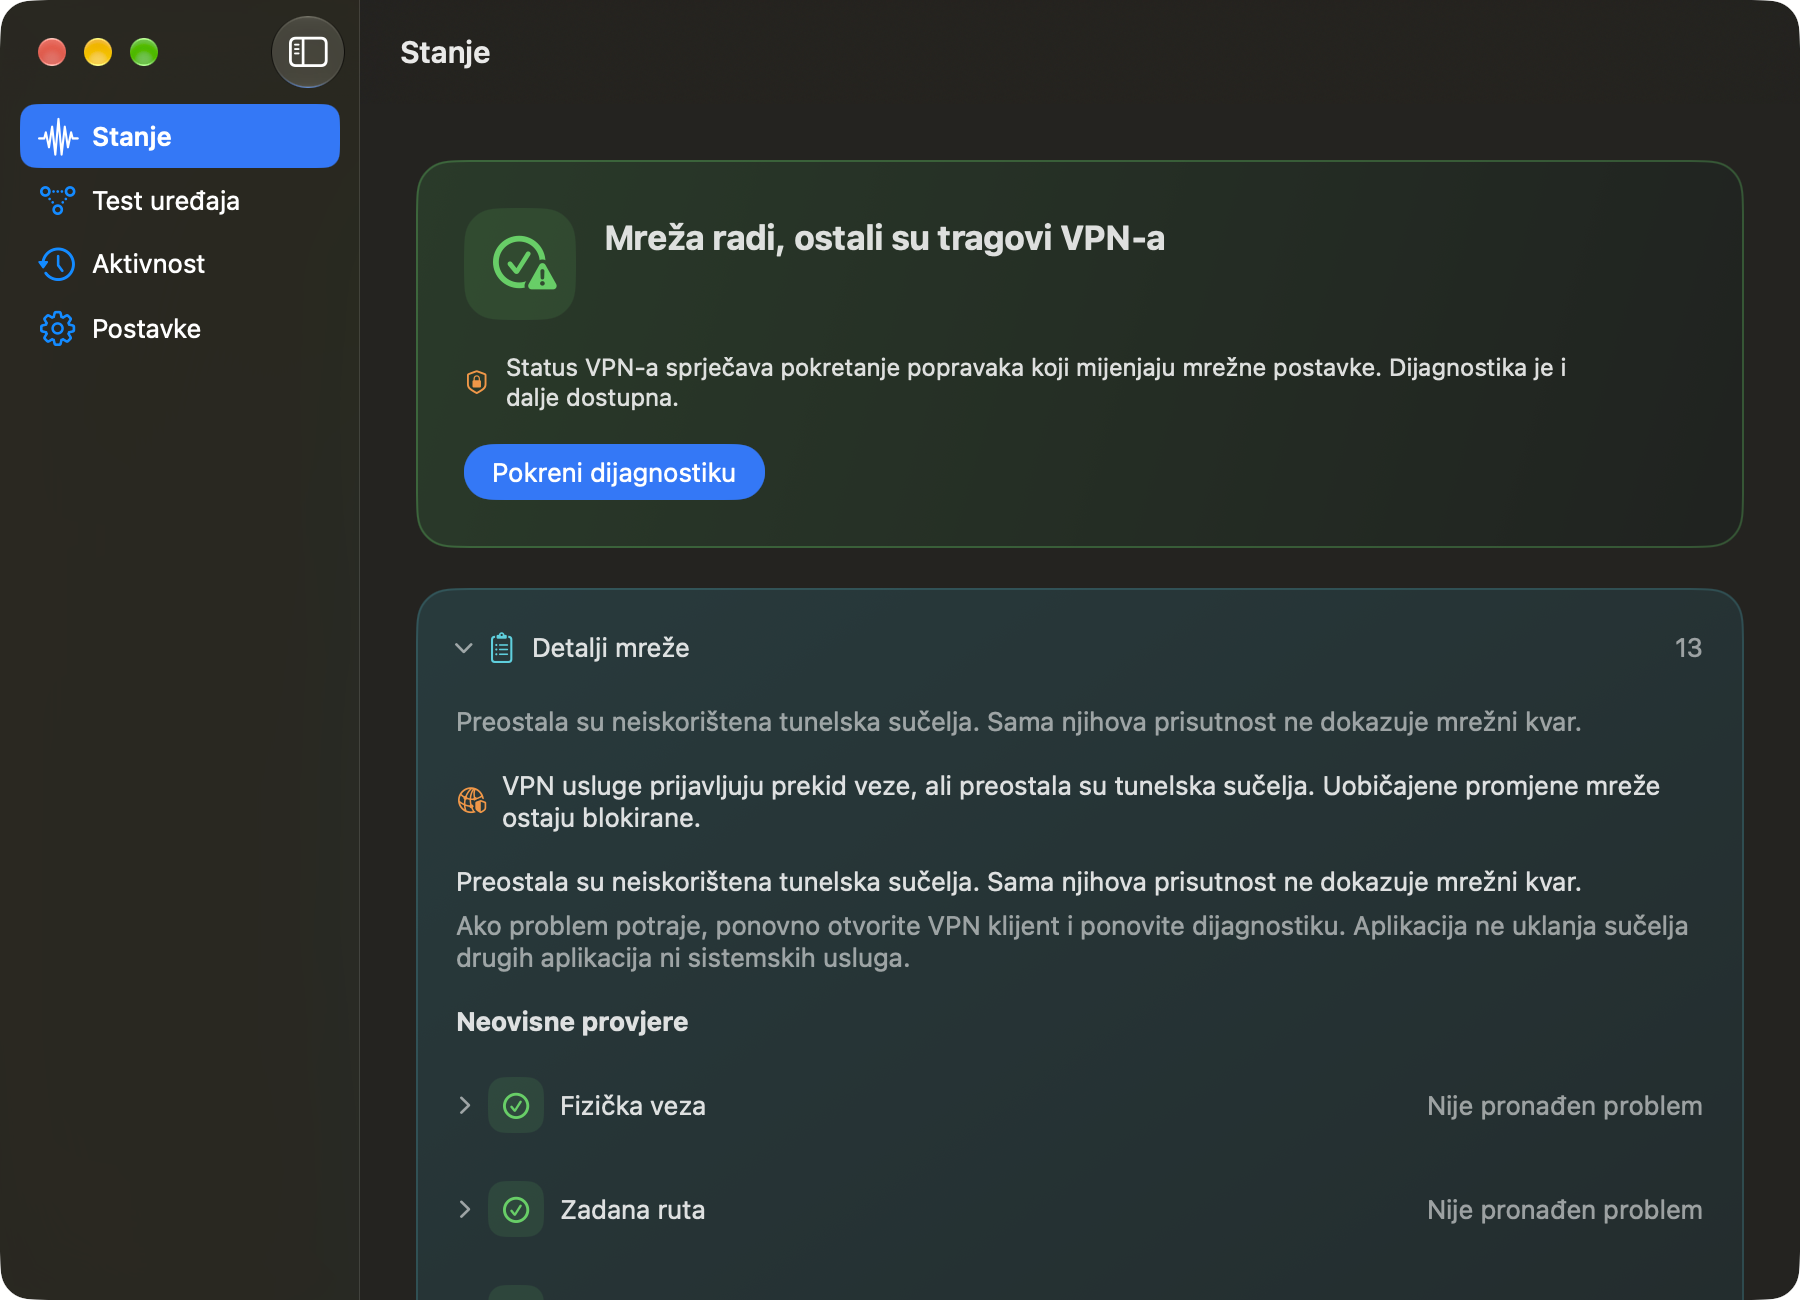 Stanje
Stanje
Test uređaja
Aktivnost
Postavke
Mreža radi, ostali su tragovi VPN-a
Status VPN-a sprječava pokretanje popravaka koji mijenjaju mrežne postavke. Dijagnostika je i
dalje dostupna.
Pokreni dijagnostiku
Detalji mreže
13
Preostala su neiskorištena tunelska sučelja. Sama njihova prisutnost ne dokazuje mrežni kvar.
VPN usluge prijavljuju prekid veze, ali preostala su tunelska sučelja. Uobičajene promjene mreže
ostaju blokirane.
Preostala su neiskorištena tunelska sučelja. Sama njihova prisutnost ne dokazuje mrežni kvar.
Ako problem potraje, ponovno otvorite VPN klijent i ponovite dijagnostiku. Aplikacija ne uklanja sučelja
drugih aplikacija ni sistemskih usluga.
Neovisne provjere
Fizička veza
Nije pronađen problem
Zadana ruta
Nije pronađen problem